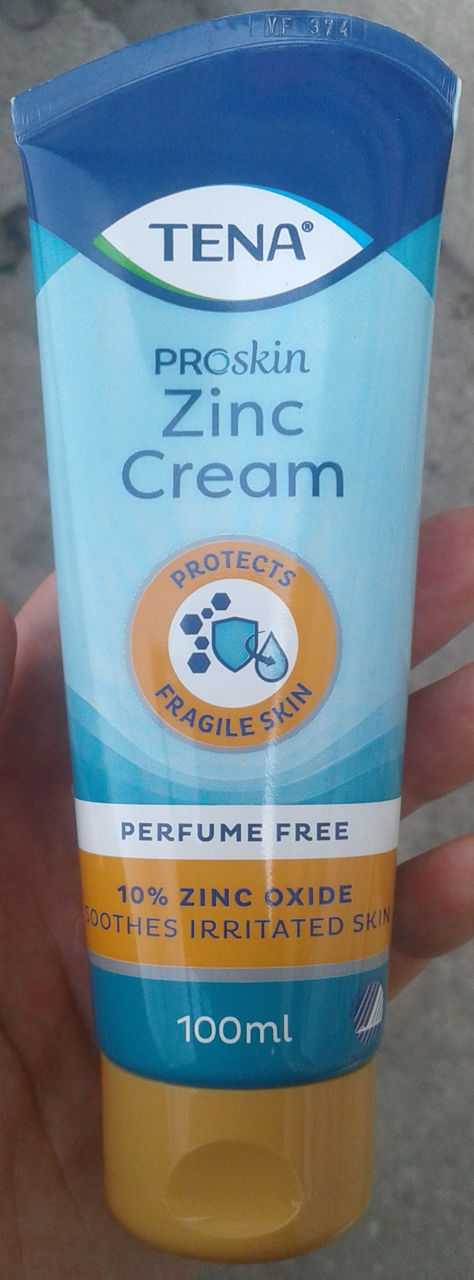 VF 374
TENA®
PROskin
Zinc
Cream
PROTECTS
FRAGILE SKIN
PERFUME FREE
10% ZINC OXIDE
SOOTHES IRRITATED SKIN
100ml